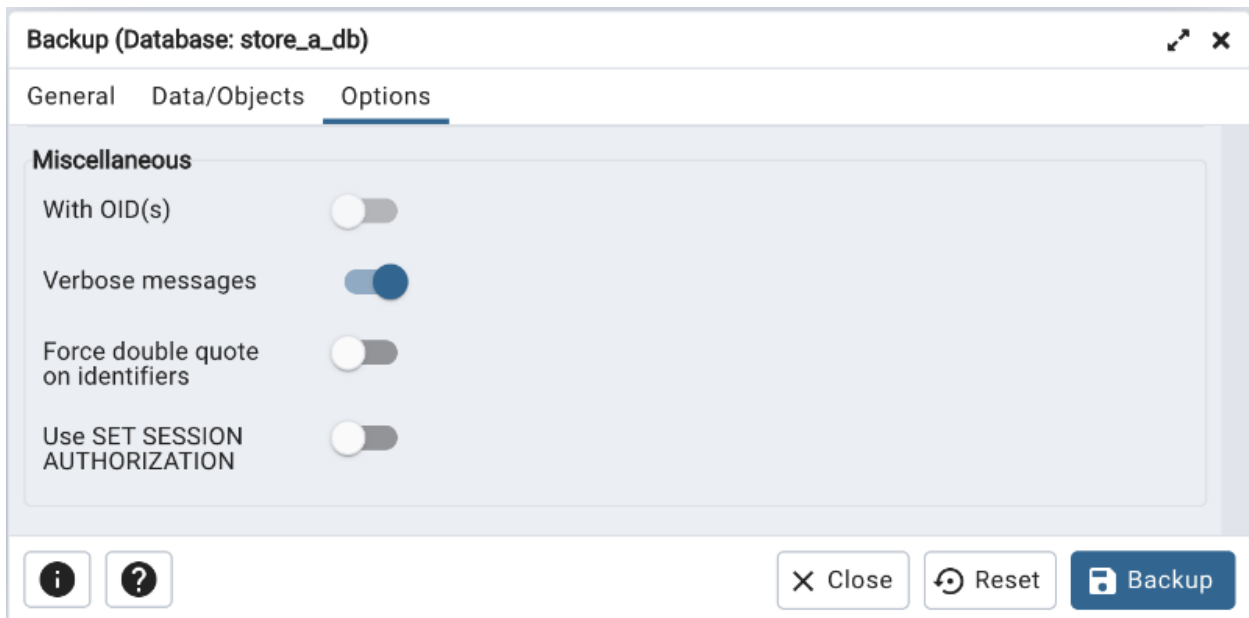 Backup (Database: store_a_db)
General Data/Objects Options
Miscellaneous
With OID(s)
Verbose messages
Force double quote
on identifiers
Use SET SESSION
AUTHORIZATION
Close Reset Backup